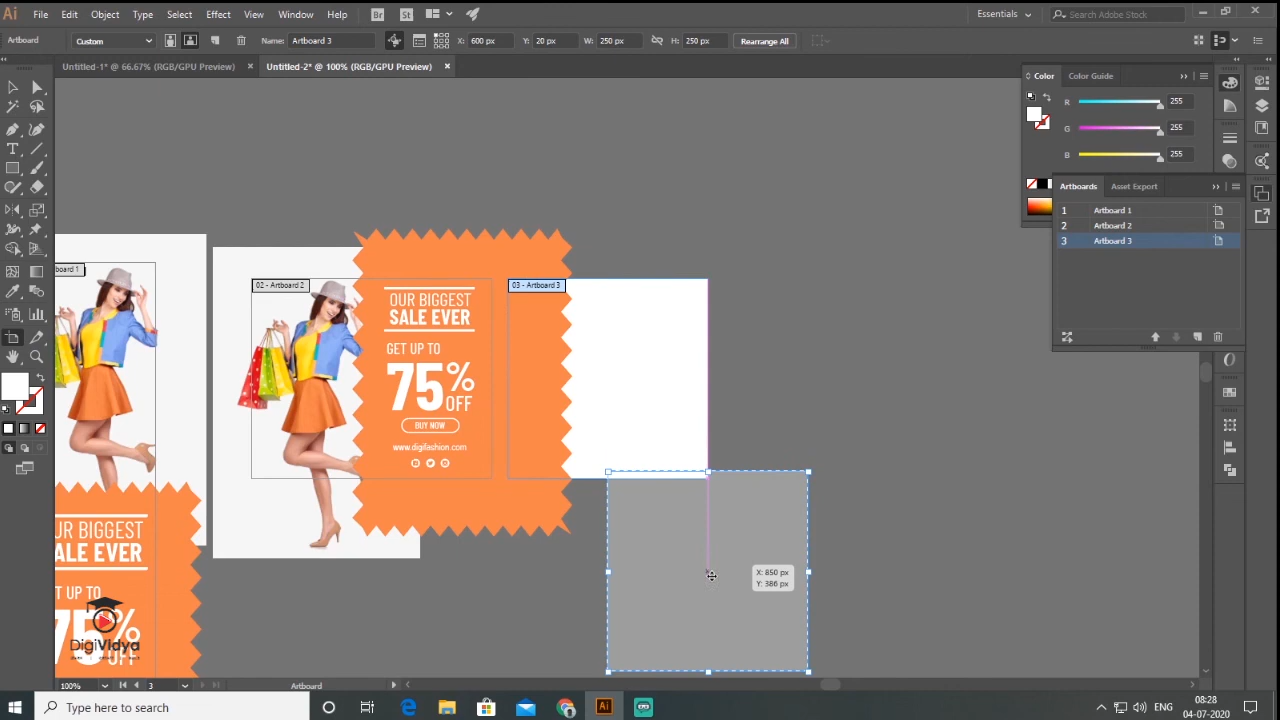 Ai File Edit Object Type Select Effect View Window Help Br St Essentials Search Adobe Stock
Artboard Custom Name: Artboard 3 X: 600 px Y: 20 px W: 250 px H: 250 px Rearrange All
Untitled-1* @ 66.67% (RGB/GPU Preview) × Untitled-2* @ 100% (RGB/GPU Preview) ×
Color Color Guide
R 255
G 255
B 255
Artboards Asset Export
1 Artboard 1
2 Artboard 2
3 Artboard 3
board 1
02 - Artboard 2
03 - Artboard 3
OUR BIGGEST
SALE EVER
GET UP TO
75%
OFF
BUY NOW
www.digifashion.com
UR BIGGEST
ALE EVER
T UP TO
75%
OFF
DigiVidya
X: 850 px
Y: 386 px
100% 3 Artboard
Type here to search
Ai
ENG
08:28
04-07-2020